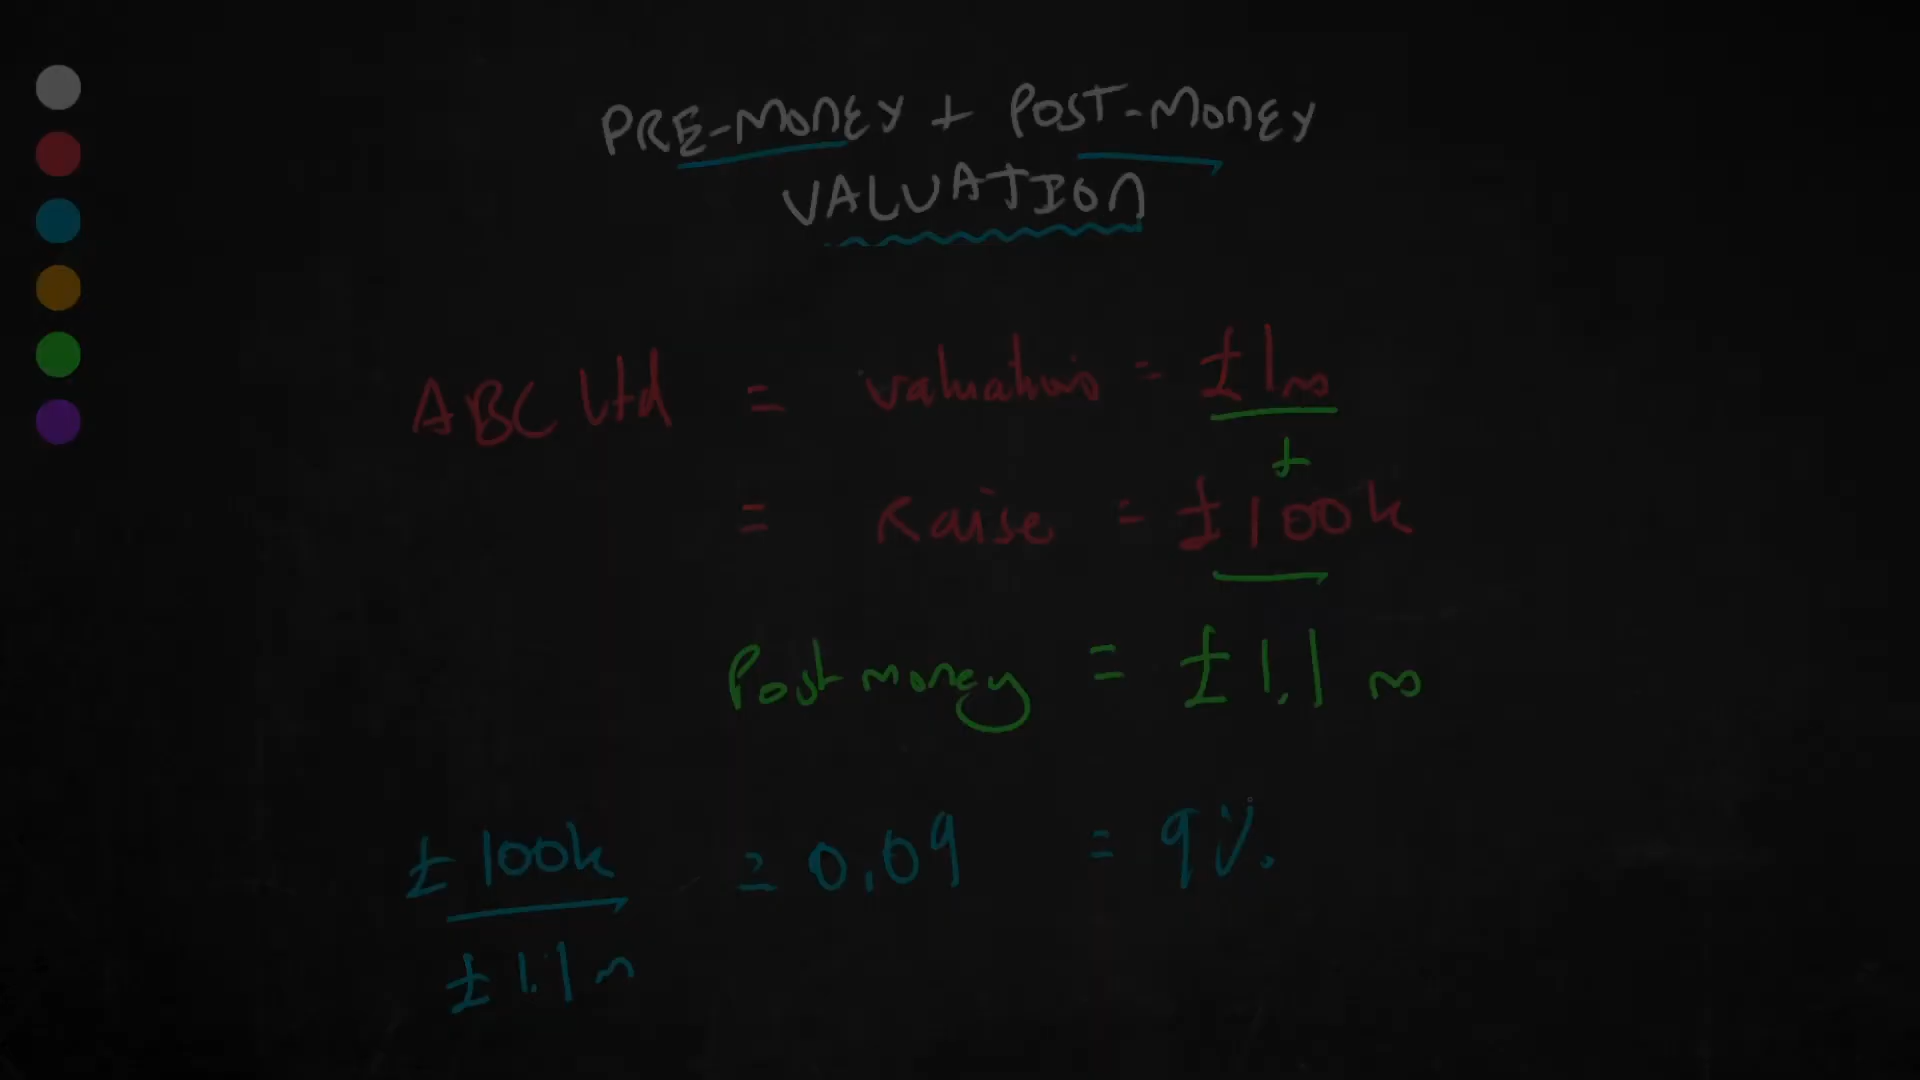 PRE-MONEY + POST-MONEY
VALUATION
ABC Ltd = valuation = £1m
+
= Raise = £100k
Post money = £1.1 m
£100k = 0.09 = 9%
£1.1m